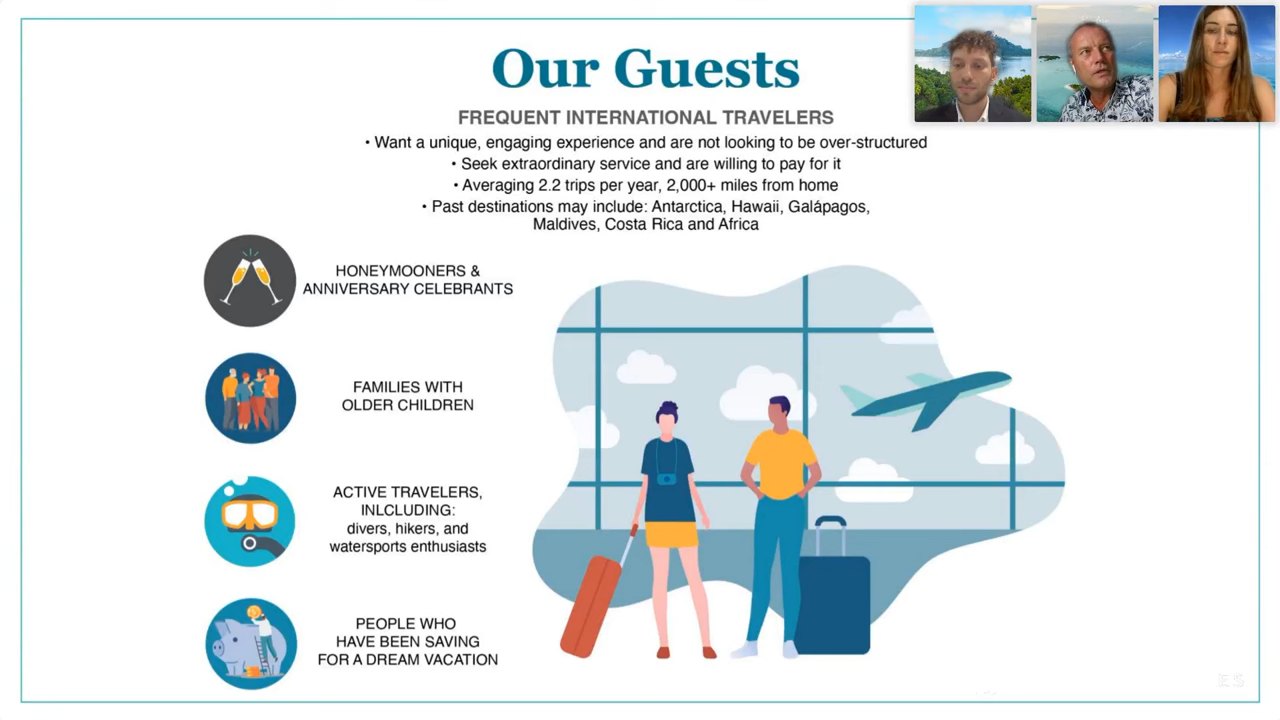 Our Guests
FREQUENT INTERNATIONAL TRAVELERS
• Want a unique, engaging experience and are not looking to be over-structured
• Seek extraordinary service and are willing to pay for it
• Averaging 2.2 trips per year, 2,000+ miles from home
• Past destinations may include: Antarctica, Hawaii, Galápagos,
Maldives, Costa Rica and Africa
HONEYMOONERS &
ANNIVERSARY CELEBRANTS
FAMILIES WITH
OLDER CHILDREN
ACTIVE TRAVELERS,
INLCLUDING:
divers, hikers, and
watersports enthusiasts
PEOPLE WHO
HAVE BEEN SAVING
FOR A DREAM VACATION